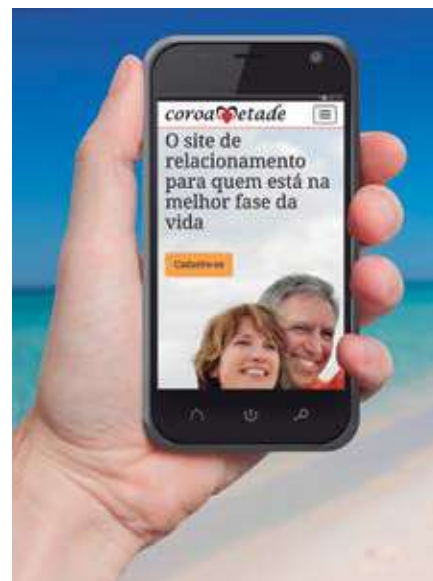 coroaMetade
O site de
relacionamento
para quem está na
melhor fase da
vida
Cadastre-se